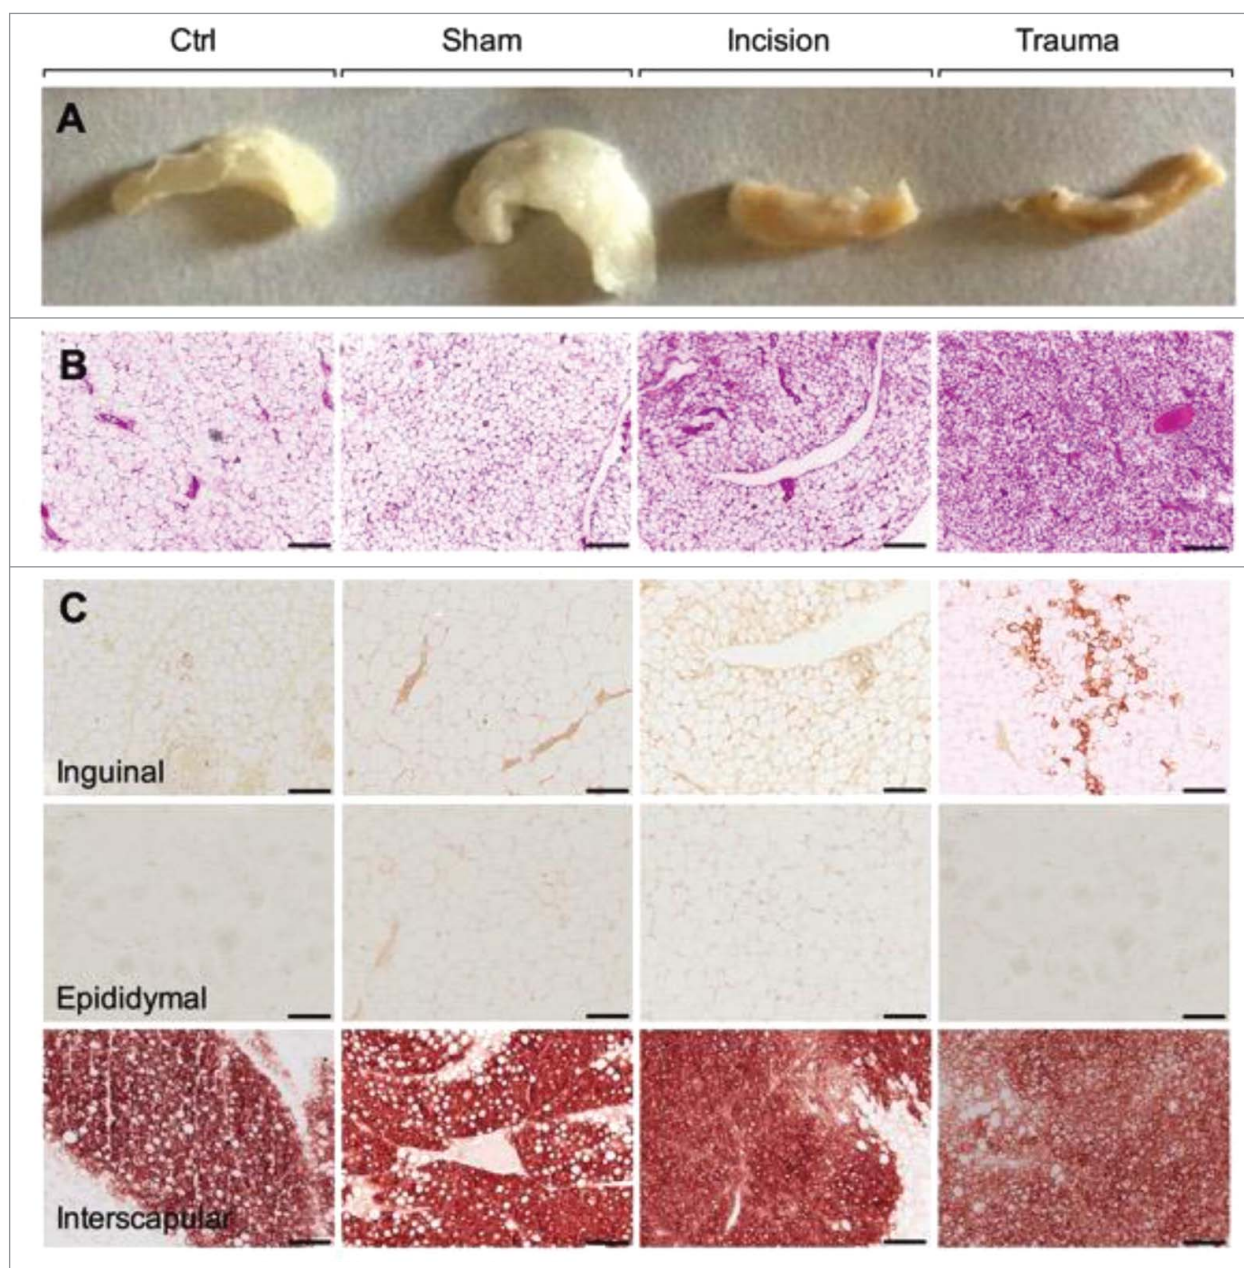 Ctrl Sham Incision Trauma
A
B
C
Inguinal
Epididymal
Interscapular